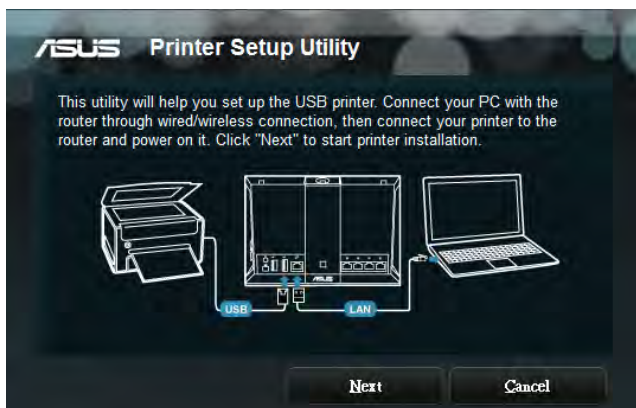 ASUS Printer Setup Utility
This utility will help you set up the USB printer. Connect your PC with the
router through wired/wireless connection, then connect your printer to the
router and power on it. Click "Next" to start printer installation.
ASUS
USB LAN
Next Cancel